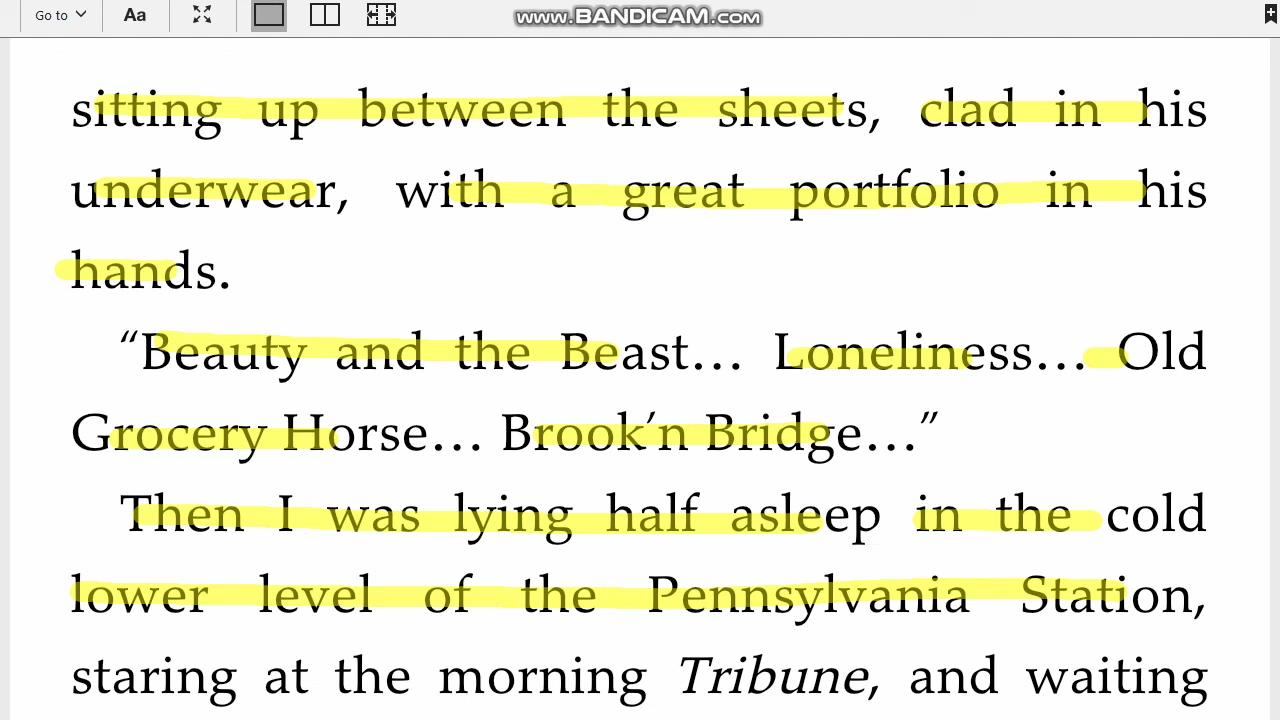 Go to Aa www.BANDICAM.com
sitting up between the sheets, clad in his
underwear, with a great portfolio in his
hands.
“Beauty and the Beast… Loneliness… Old
Grocery Horse… Brook’n Bridge…”
Then I was lying half asleep in the cold
lower level of the Pennsylvania Station,
staring at the morning Tribune, and waiting